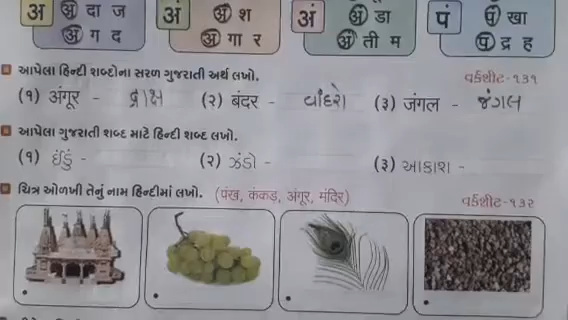 अ अ दा ज अं अ श अं अ डा पं प खा
अ ग द अ गा र अ ती म प द्र ह
આપેલા હિન્દી શબ્દોના સરળ ગુજરાતી અર્થ લખો. વર્કશીટ-૧૩૧
(૧) अंगूर - દ્રાક્ષ (૨) बंदर - વાંદરો (૩) जंगल - જંગલ
આપેલા ગુજરાતી શબ્દ માટે હિન્દી શબ્દ લખો.
(૧) ઈંડું - (૨) ઝંડો - (૩) આકાશ -
ચિત્ર ઓળખી તેનું નામ હિન્દીમાં લખો. (पंख, कंकड़, अंगूर, मंदिर) વર્કશીટ-૧૩૨